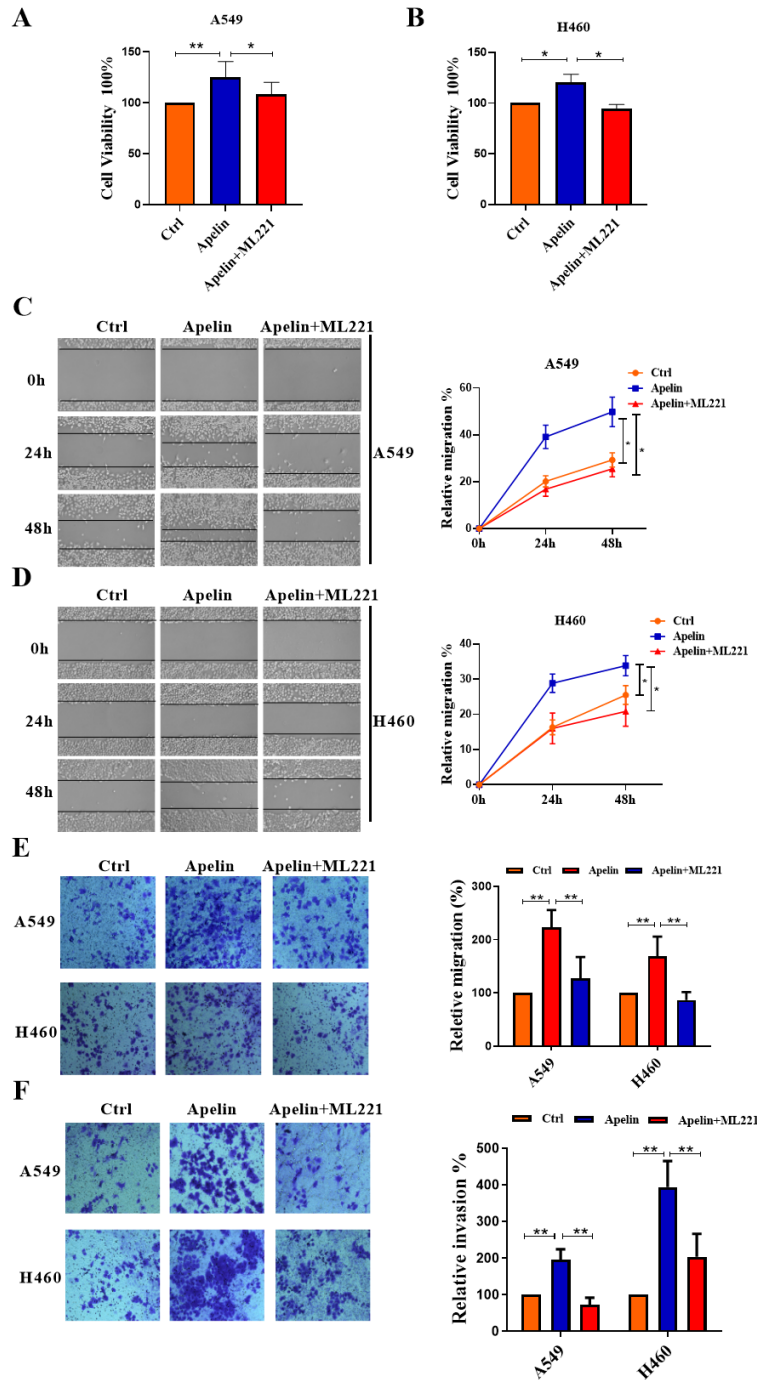 A
A549
** *
150
100
50
0
Cell Viability 100%
Ctrl
Apelin
Apelin+ML221
B
H460
* *
150
100
50
0
Cell Viability 100%
Ctrl
Apelin
Apelin+ML221
C
Ctrl Apelin Apelin+ML221
0h
24h
48h
A549
A549
Ctrl
Apelin
Apelin+ML221
60
40
20
0
Relative migration %
0h 24h 48h
* *
D
Ctrl Apelin Apelin+ML221
0h
24h
48h
H460
H460
Ctrl
Apelin
Apelin+ML221
40
30
20
10
0
Relative migration %
0h 24h 48h
* *
E
Ctrl Apelin Apelin+ML221
A549
H460
Ctrl Apelin Apelin+ML221
300
200
100
0
Reletive migration (%)
** ** ** **
A549 H460
F
Ctrl Apelin Apelin+ML221
A549
H460
Ctrl Apelin Apelin+ML221
500
400
300
200
100
0
Relative invasion %
** ** ** **
A549 H460